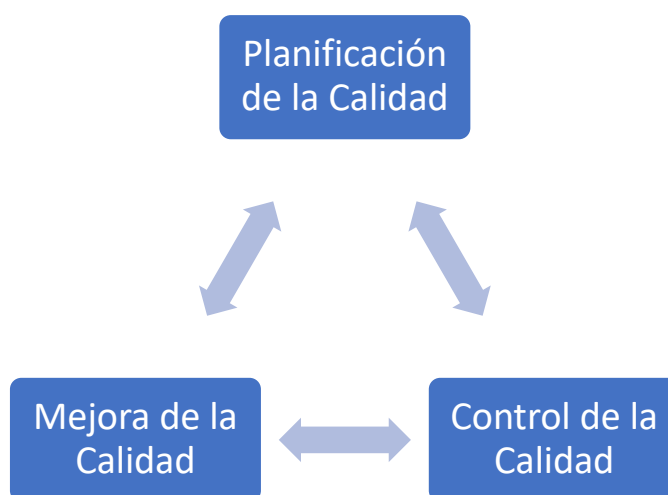 Planificación
de la Calidad
Mejora de la
Calidad
Control de la
Calidad